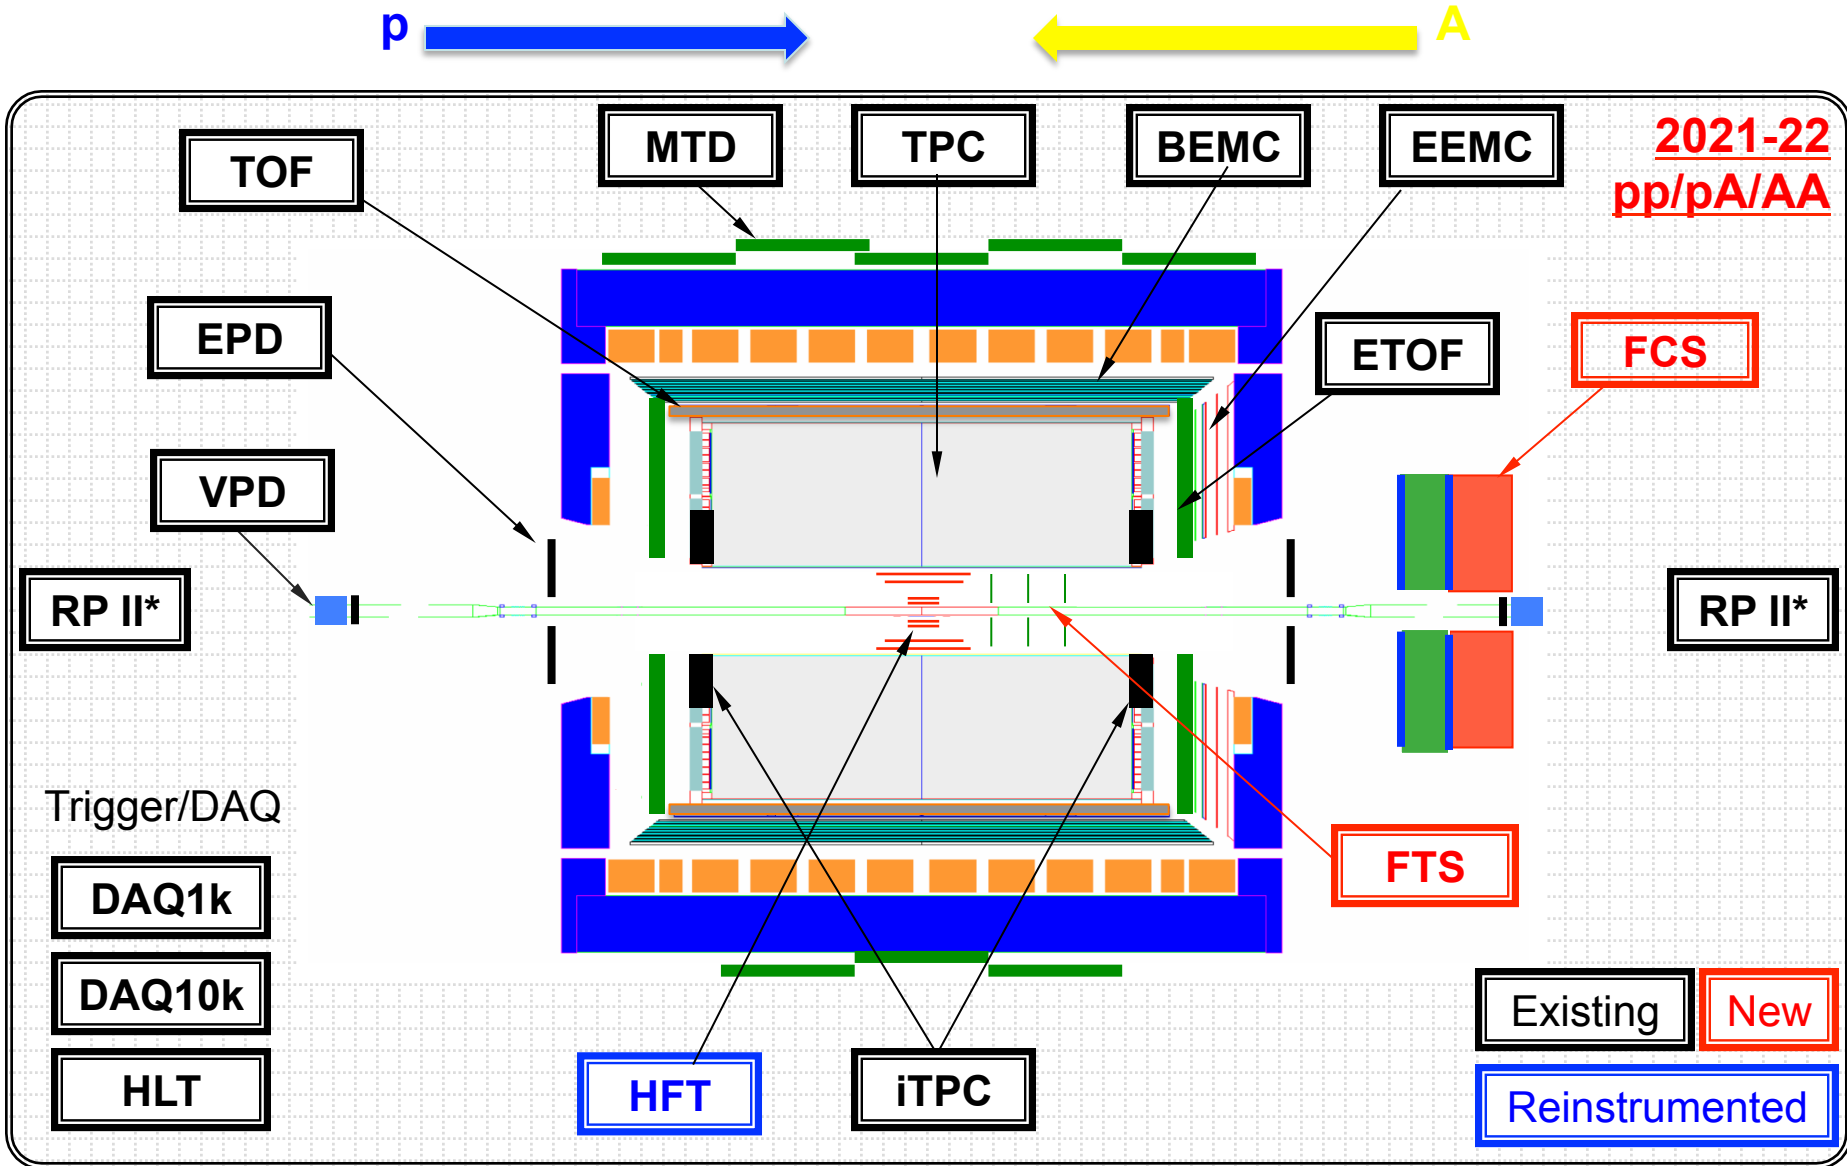 p
A
MTD
TPC
BEMC
EEMC
2021-22
pp/pA/AA
TOF
EPD
ETOF
FCS
VPD
RP II*
RP II*
Trigger/DAQ
FTS
DAQ1k
DAQ10k
Existing
New
HLT
HFT
iTPC
Reinstrumented